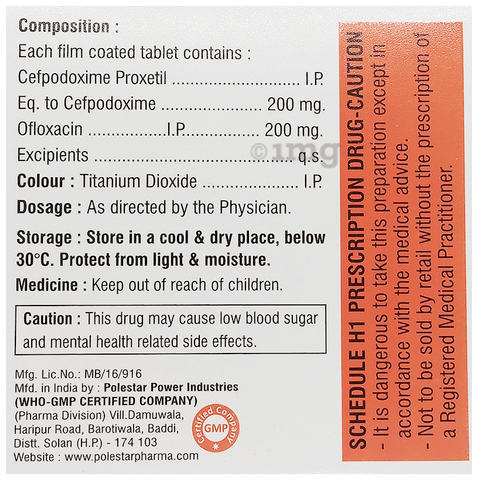 Composition :
Each film coated tablet contains :
Cefpodoxime Proxetil .......................... I.P.
Eq. to Cefpodoxime ..................... 200 mg.
Ofloxacin ...............I.P................ 200 mg.
Excipients ........................................ q.s.
Colour : Titanium Dioxide ................... I.P.
Dosage : As directed by the Physician.
Storage : Store in a cool & dry place, below
30°C. Protect from light & moisture.
Medicine : Keep out of reach of children.
Caution : This drug may cause low blood sugar
and mental health related side effects.
Mfg. Lic.No.: MB/16/916
Mfd. in India by : Polestar Power Industries
(WHO-GMP CERTIFIED COMPANY)
(Pharma Division) Vill.Damuwala,
Haripur Road, Barotiwala, Baddi,
Distt. Solan (H.P.) - 174 103
Website : www.polestarpharma.com
Certified Company
GMP
SCHEDULE H1 PRESCRIPTION DRUG-CAUTION
- It is dangerous to take this preparation except in
accordance with the medical advice.
- Not to be sold by retail without the prescription of
a Registered Medical Practitioner.
©1mg